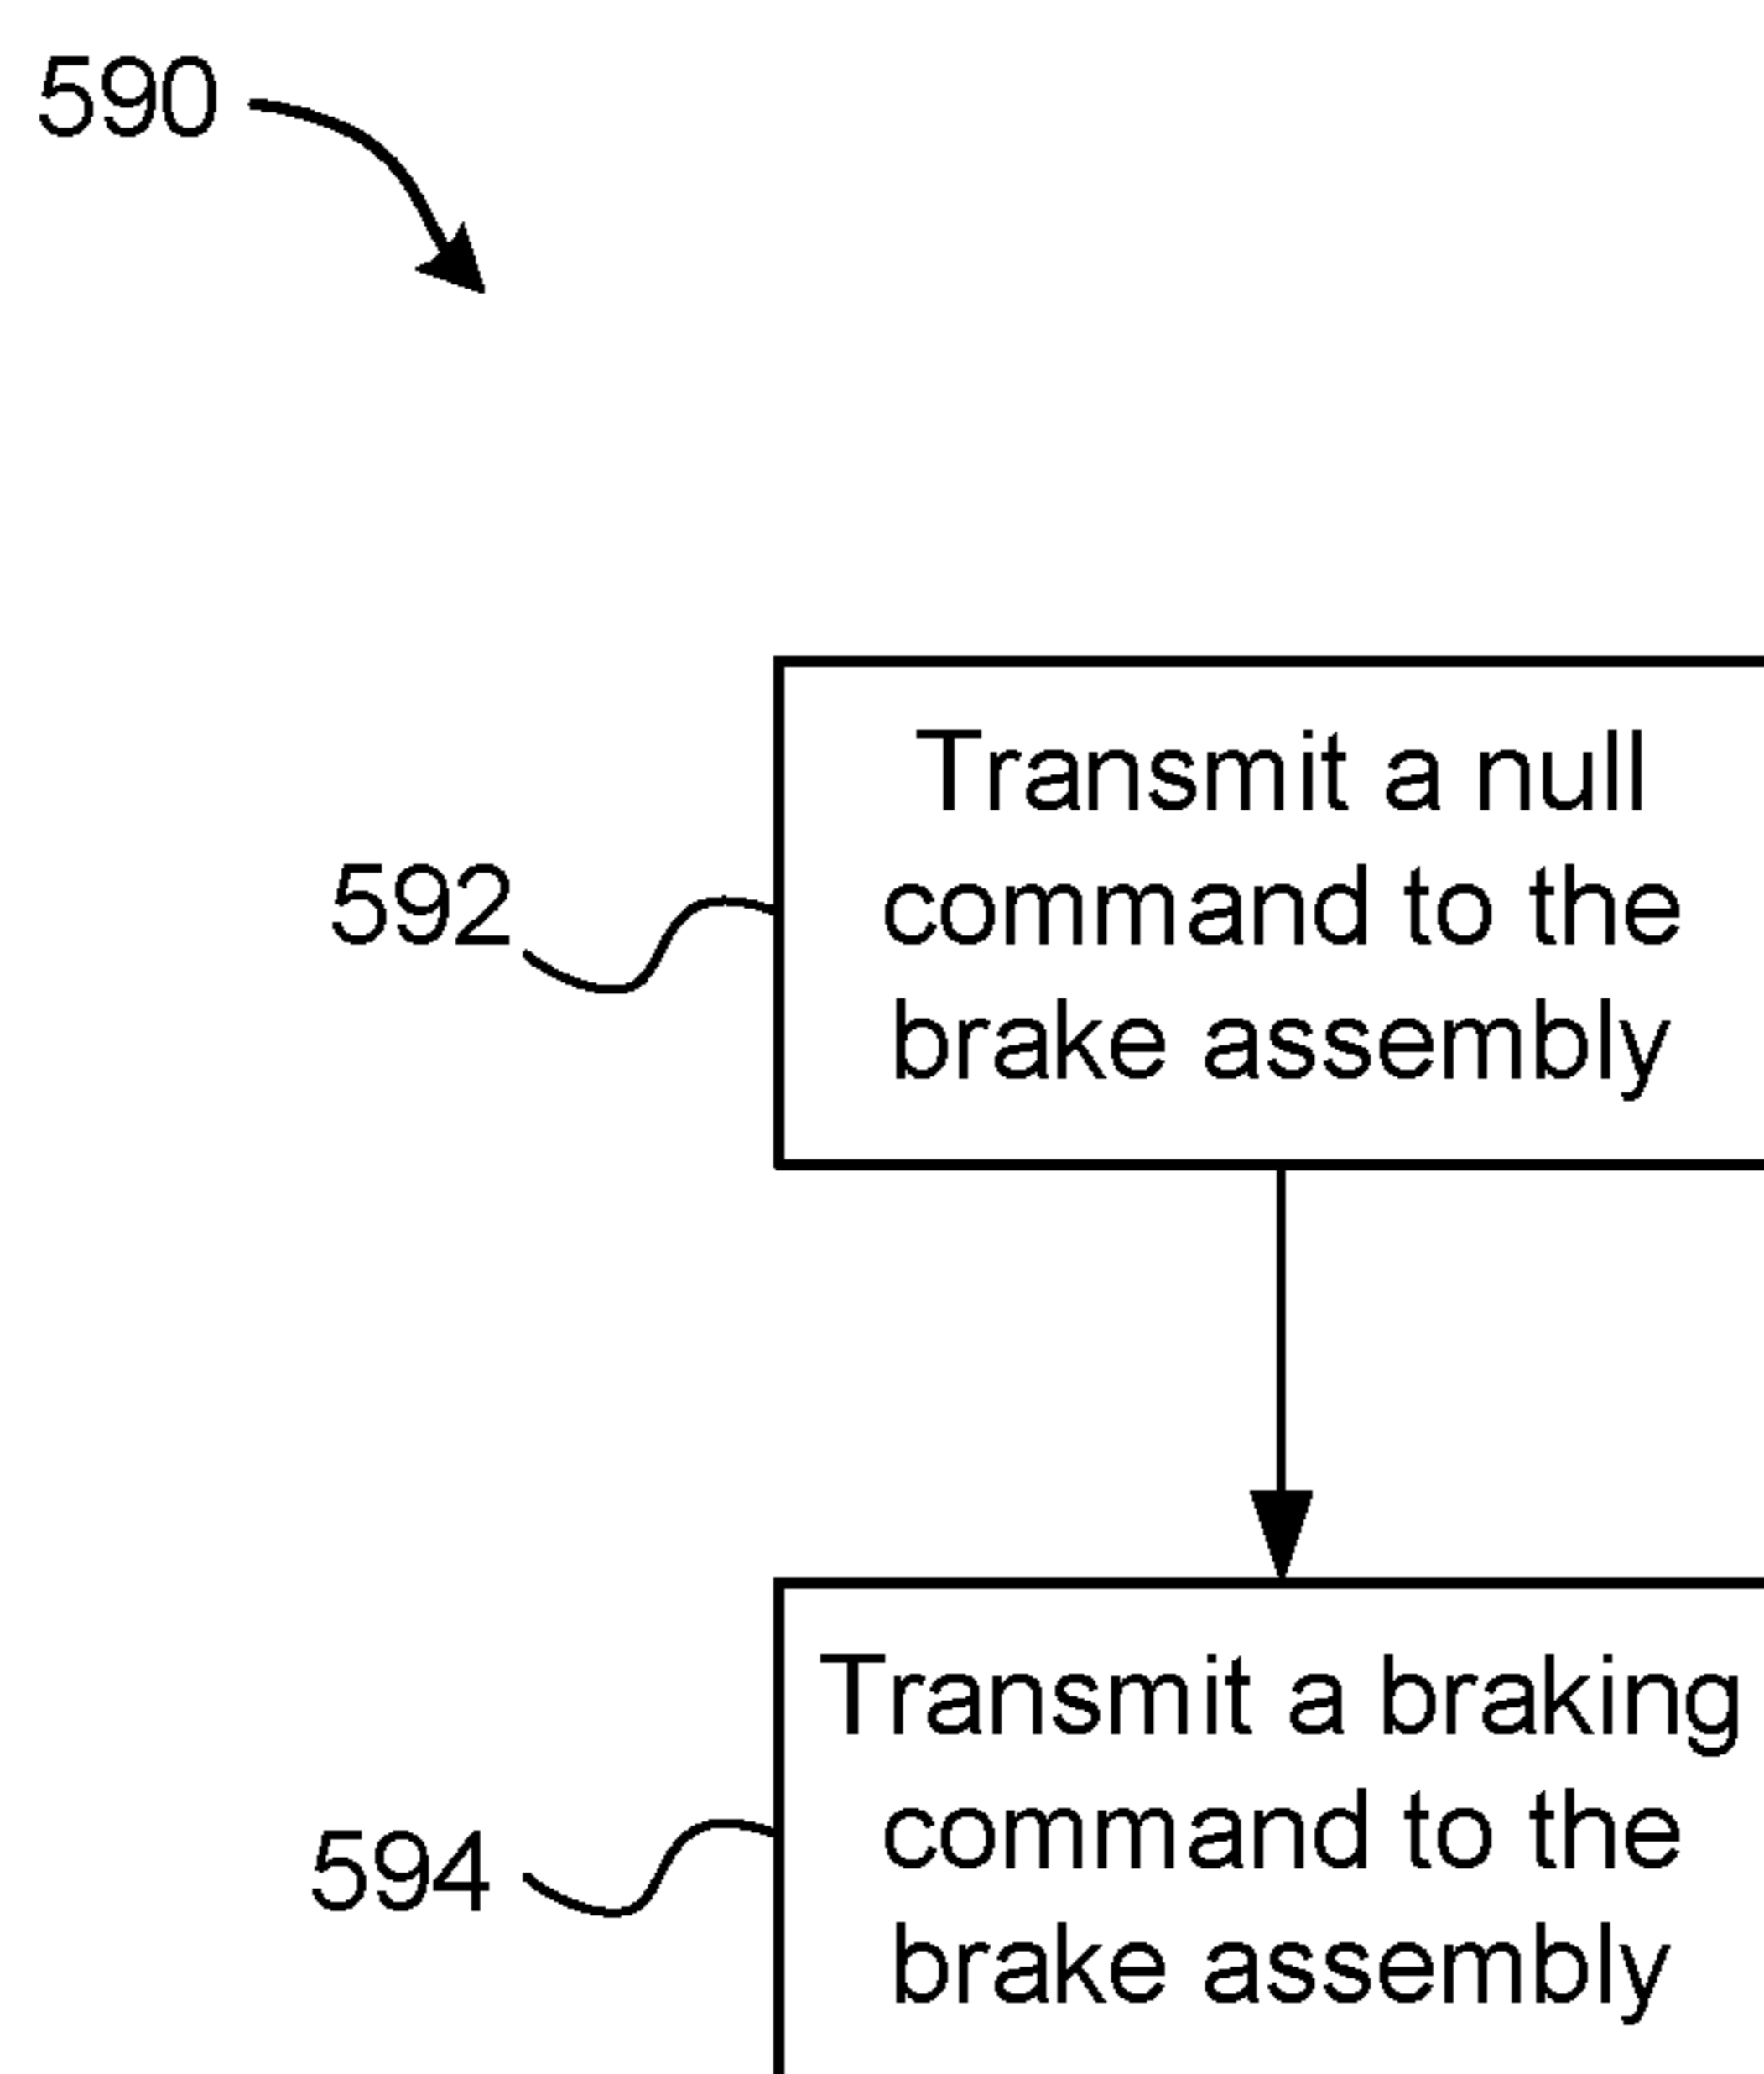 590
Transmit a null
592
command to the
brake assembly
Transmit a braking
594
command to the
brake assembly